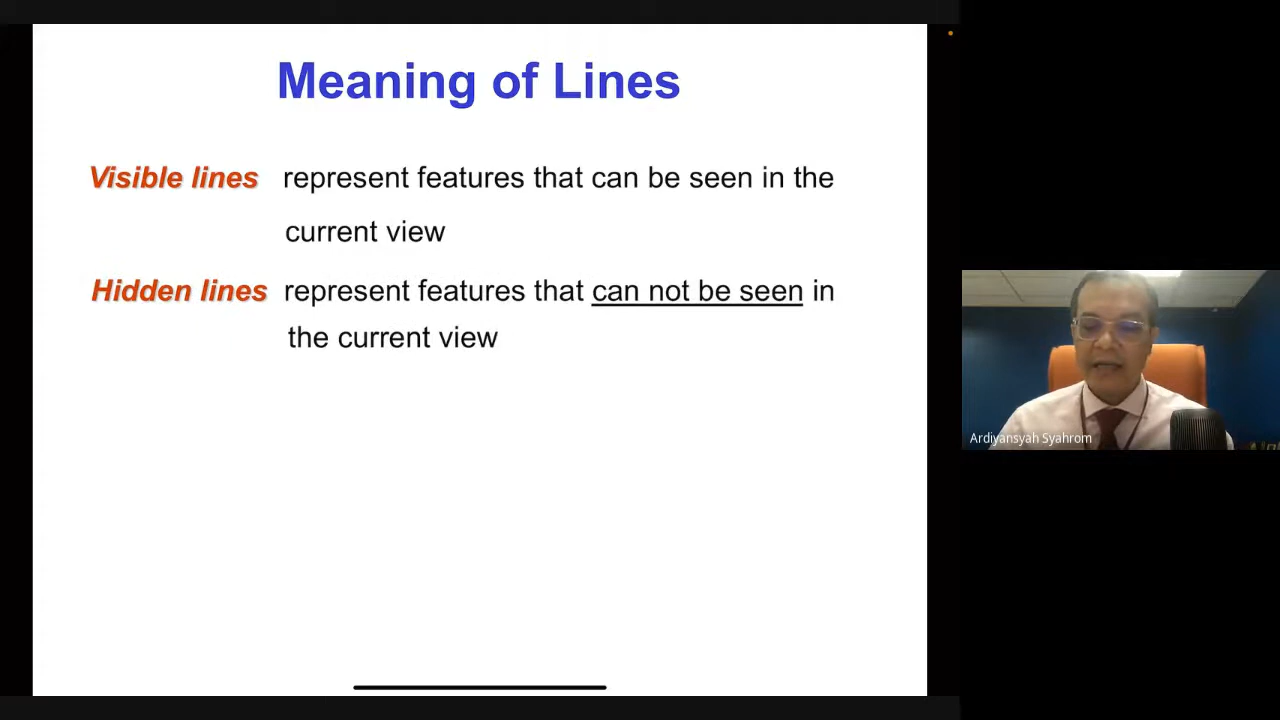 Meaning of Lines
Visible lines represent features that can be seen in the
current view
Hidden lines represent features that can not be seen in
the current view
Ardiyansyah Syahrom